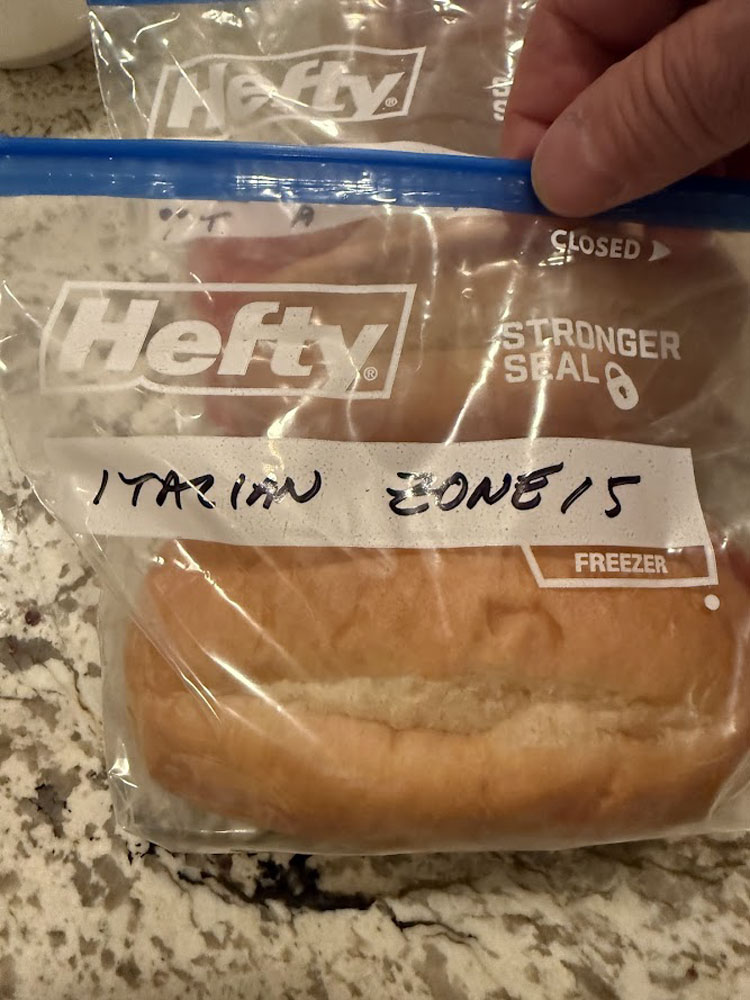 Hefty®
CLOSED
Hefty®
STRONGER
SEAL
ITALIAN ZONE 15
FREEZER